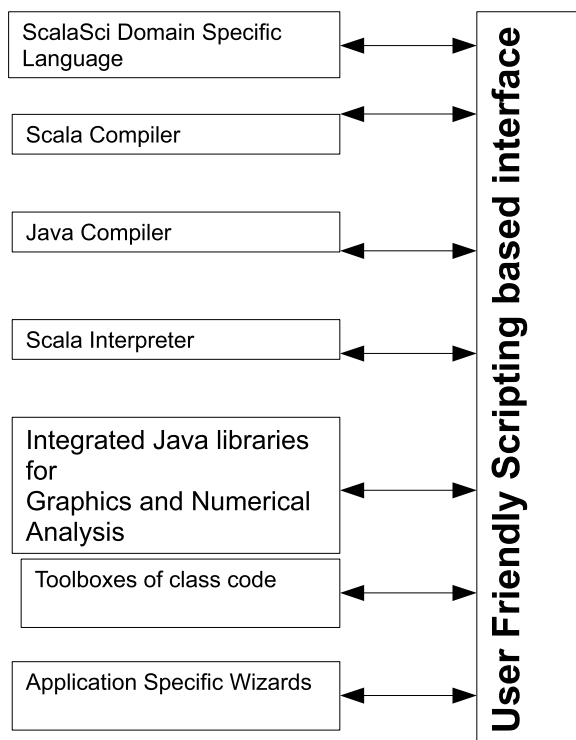 ScalaSci Domain Specific
Language
Scala Compiler
Java Compiler
Scala Interpreter
Integrated Java libraries
for
Graphics and Numerical
Analysis
Toolboxes of class code
Application Specific Wizards
User Friendly Scripting based interface